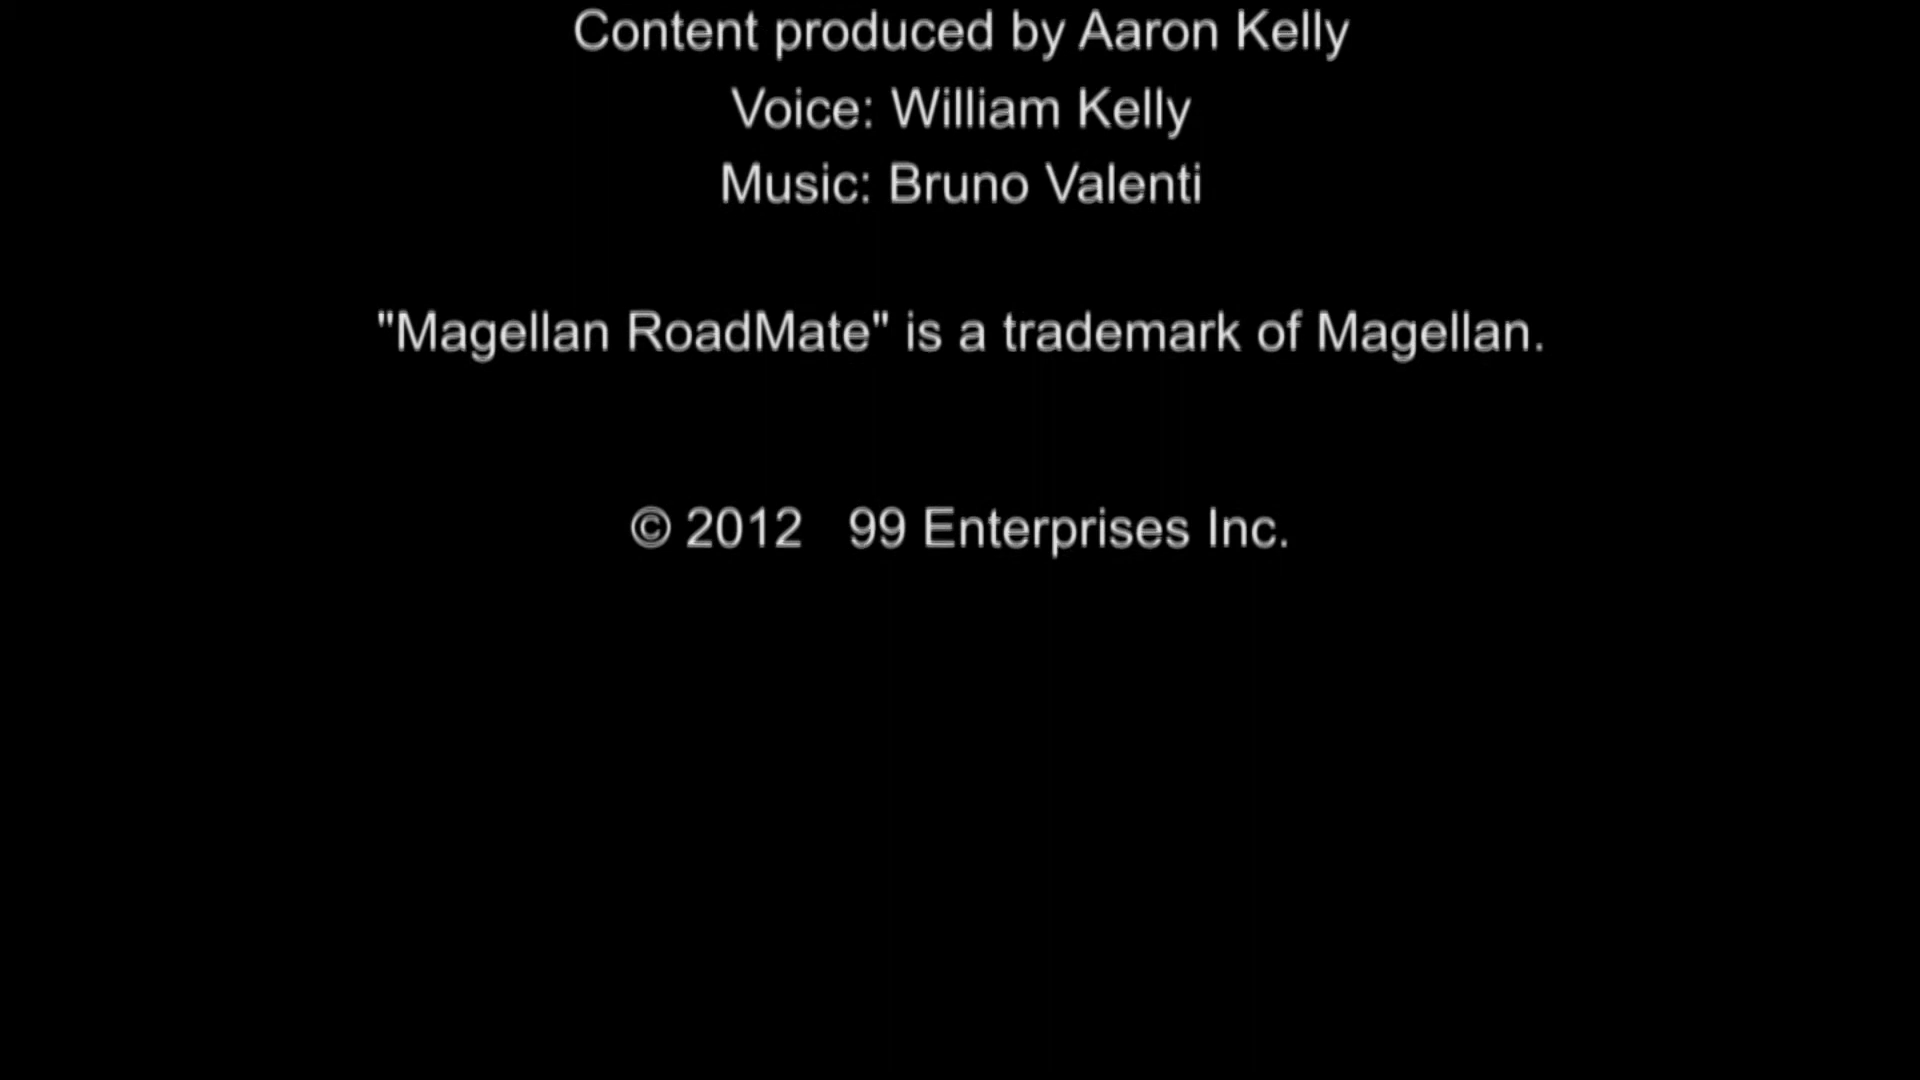 Content produced by Aaron Kelly
Voice: William Kelly
Music: Bruno Valenti
"Magellan RoadMate" is a trademark of Magellan.
© 2012   99 Enterprises Inc.